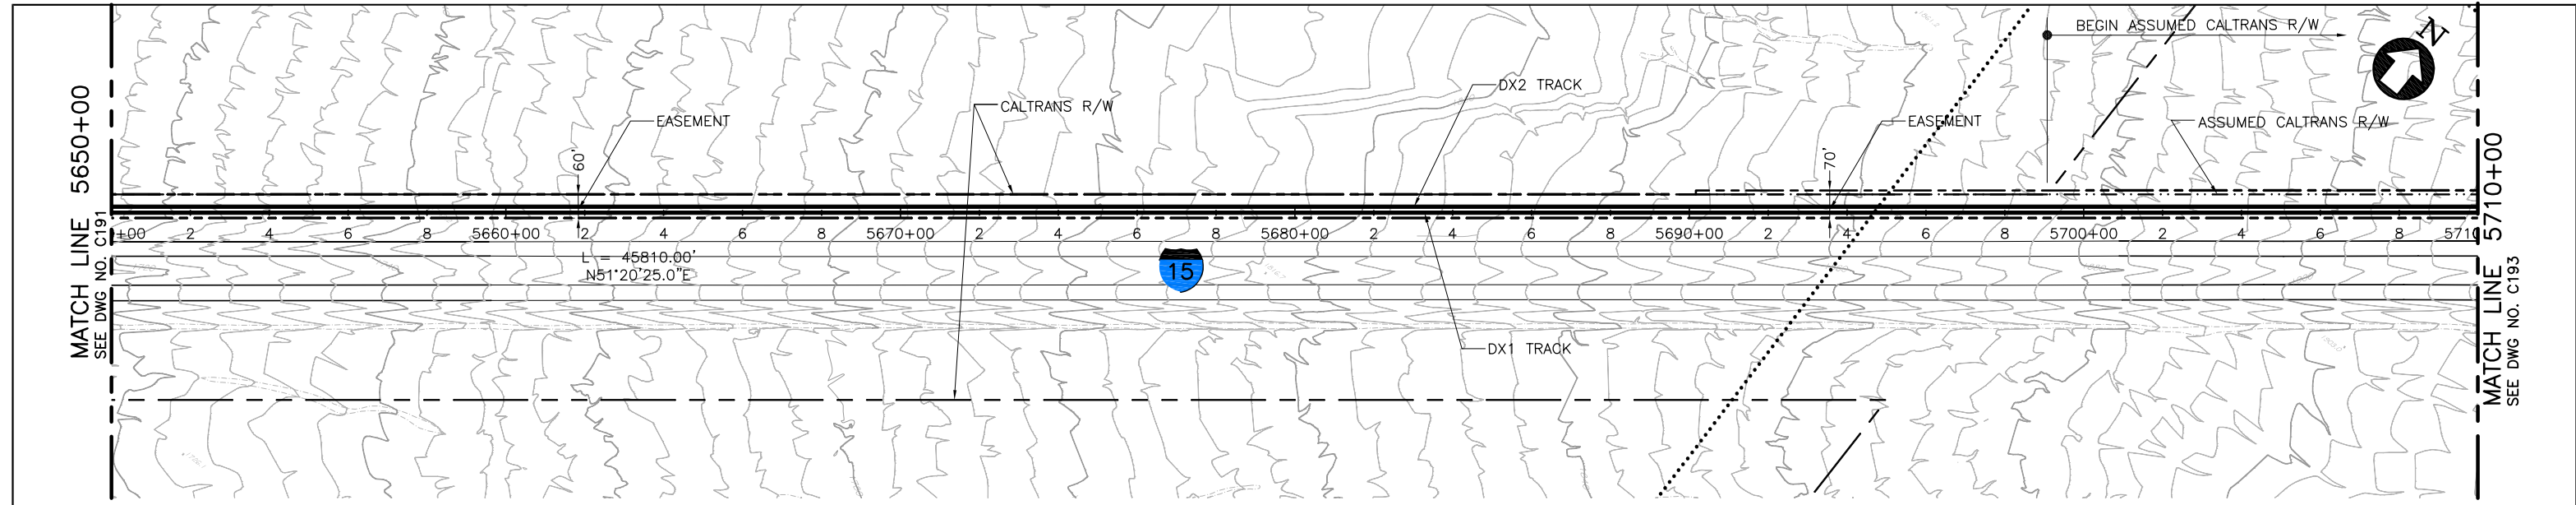 BEGIN ASSUMED CALTRANS R/W
N
DX2 TRACK
CALTRANS R/W
EASEMENT
EASEMENT
ASSUMED CALTRANS R/W
60'
70'
MATCH LINE 5650+00
SEE DWG NO. C191
+00 2 4 6 8 5660+00 2 4 6 8 5670+00 2 4 6 8 5680+00 2 4 6 8 5690+00 2 4 6 8 5700+00 2 4 6 8 5710
L = 45810.00'
N51°20'25.0"E
15
DX1 TRACK
MATCH LINE 5710+00
SEE DWG NO. C193